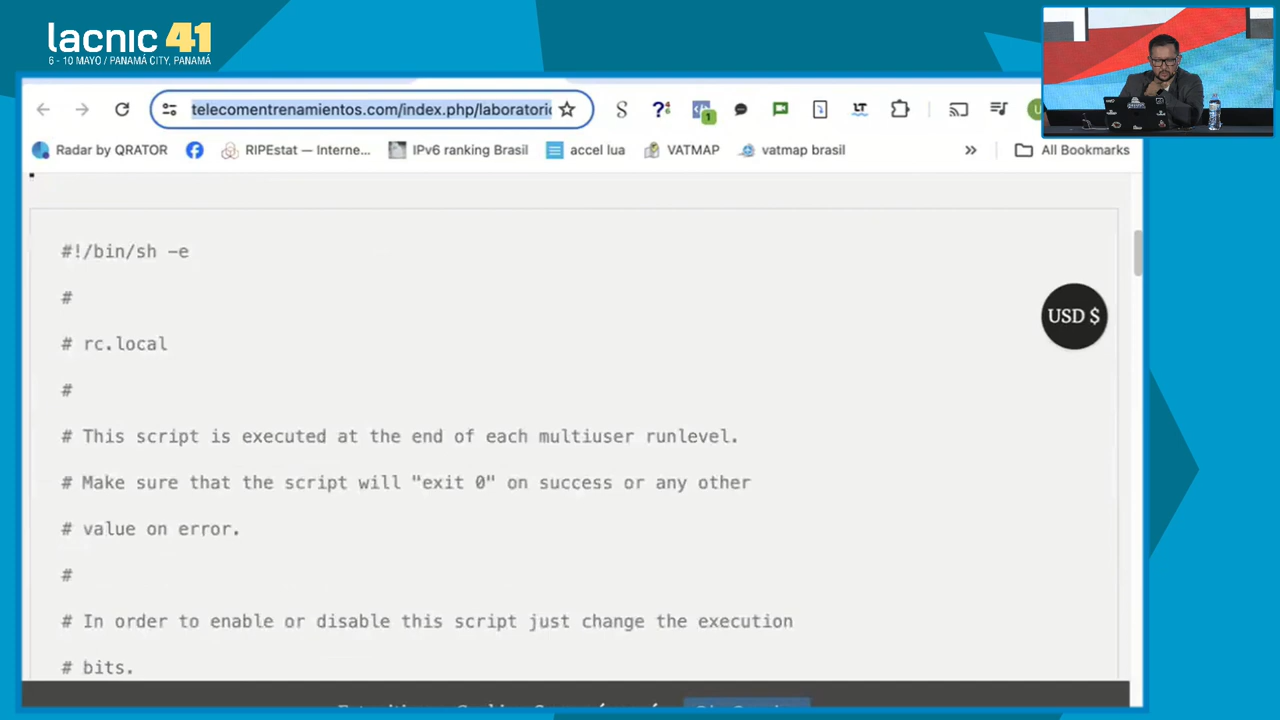 lacnic 41
6 - 10 MAYO / PANAMÁ CITY, PANAMÁ
telecomentrenamientos.com/index.php/laboratorio
Radar by QRATOR
RIPEstat — Interne...
IPv6 ranking Brasil
accel lua
VATMAP
vatmap brasil
All Bookmarks
#!/bin/sh -e
#
# rc.local
#
# This script is executed at the end of each multiuser runlevel.
# Make sure that the script will "exit 0" on success or any other
# value on error.
#
# In order to enable or disable this script just change the execution
# bits.
USD $